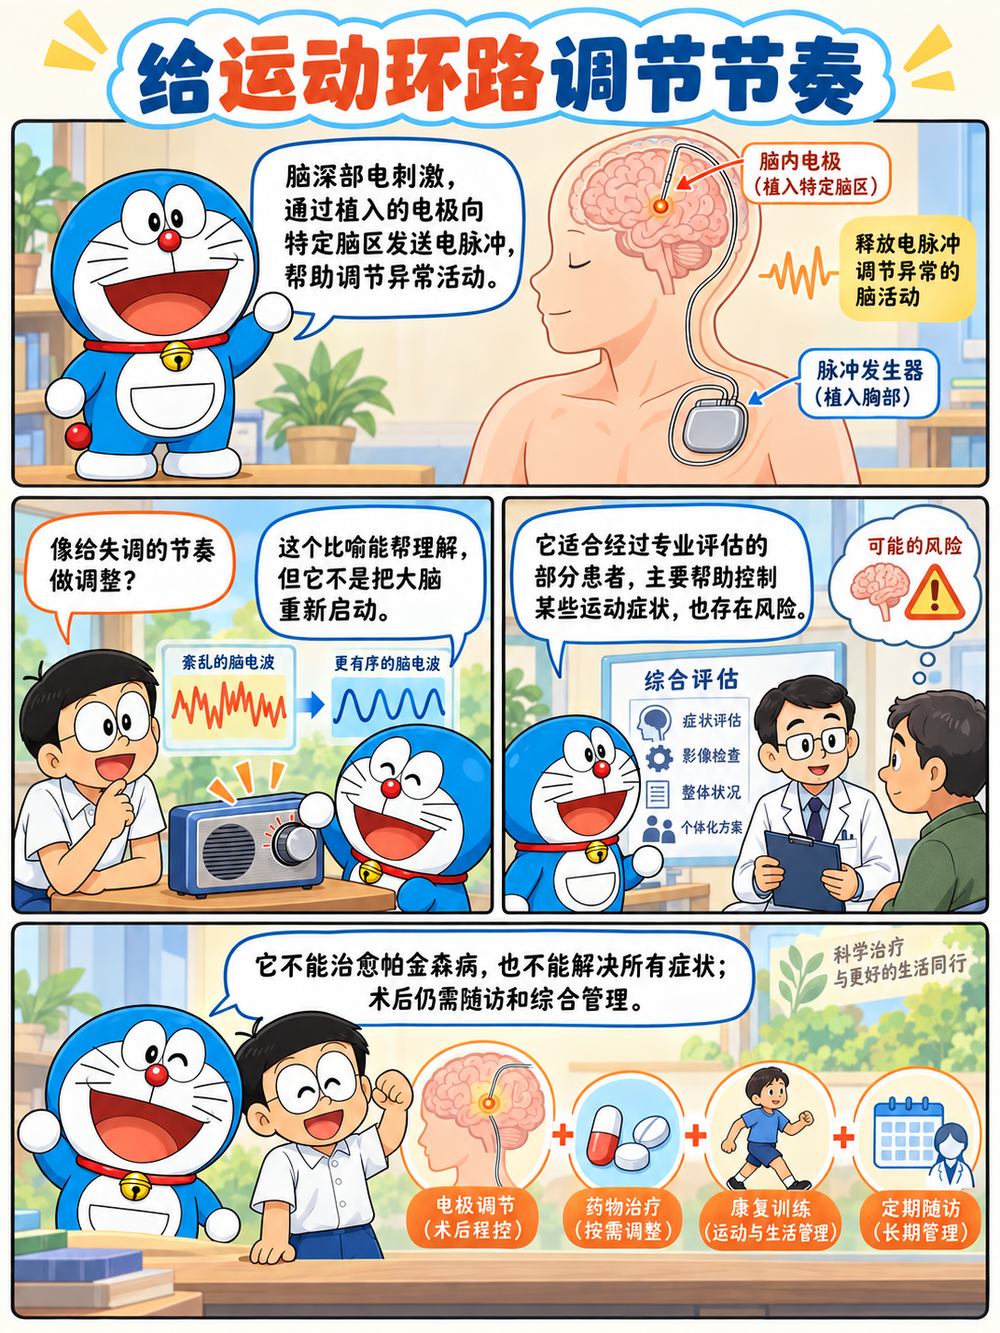 给运动环路调节节奏
脑深部电刺激，
通过植入的电极向
特定脑区发送电脉冲，
帮助调节异常活动。
脑内电极
（植入特定脑区）
释放电脉冲
调节异常的
脑活动
脉冲发生器
（植入胸部）
像给失调的节奏
做调整？
这个比喻能帮理解，
但它不是把大脑
重新启动。
紊乱的脑电波
更有序的脑电波
它适合经过专业评估的
部分患者，主要帮助控制
某些运动症状，也存在风险。
可能的风险
综合评估
症状评估
影像检查
整体状况
个体化方案
它不能治愈帕金森病，也不能解决所有症状；
术后仍需随访和综合管理。
科学治疗
与更好的生活同行
电极调节
（术后程控）
药物治疗
（按需调整）
康复训练
（运动与生活管理）
定期随访
（长期管理）